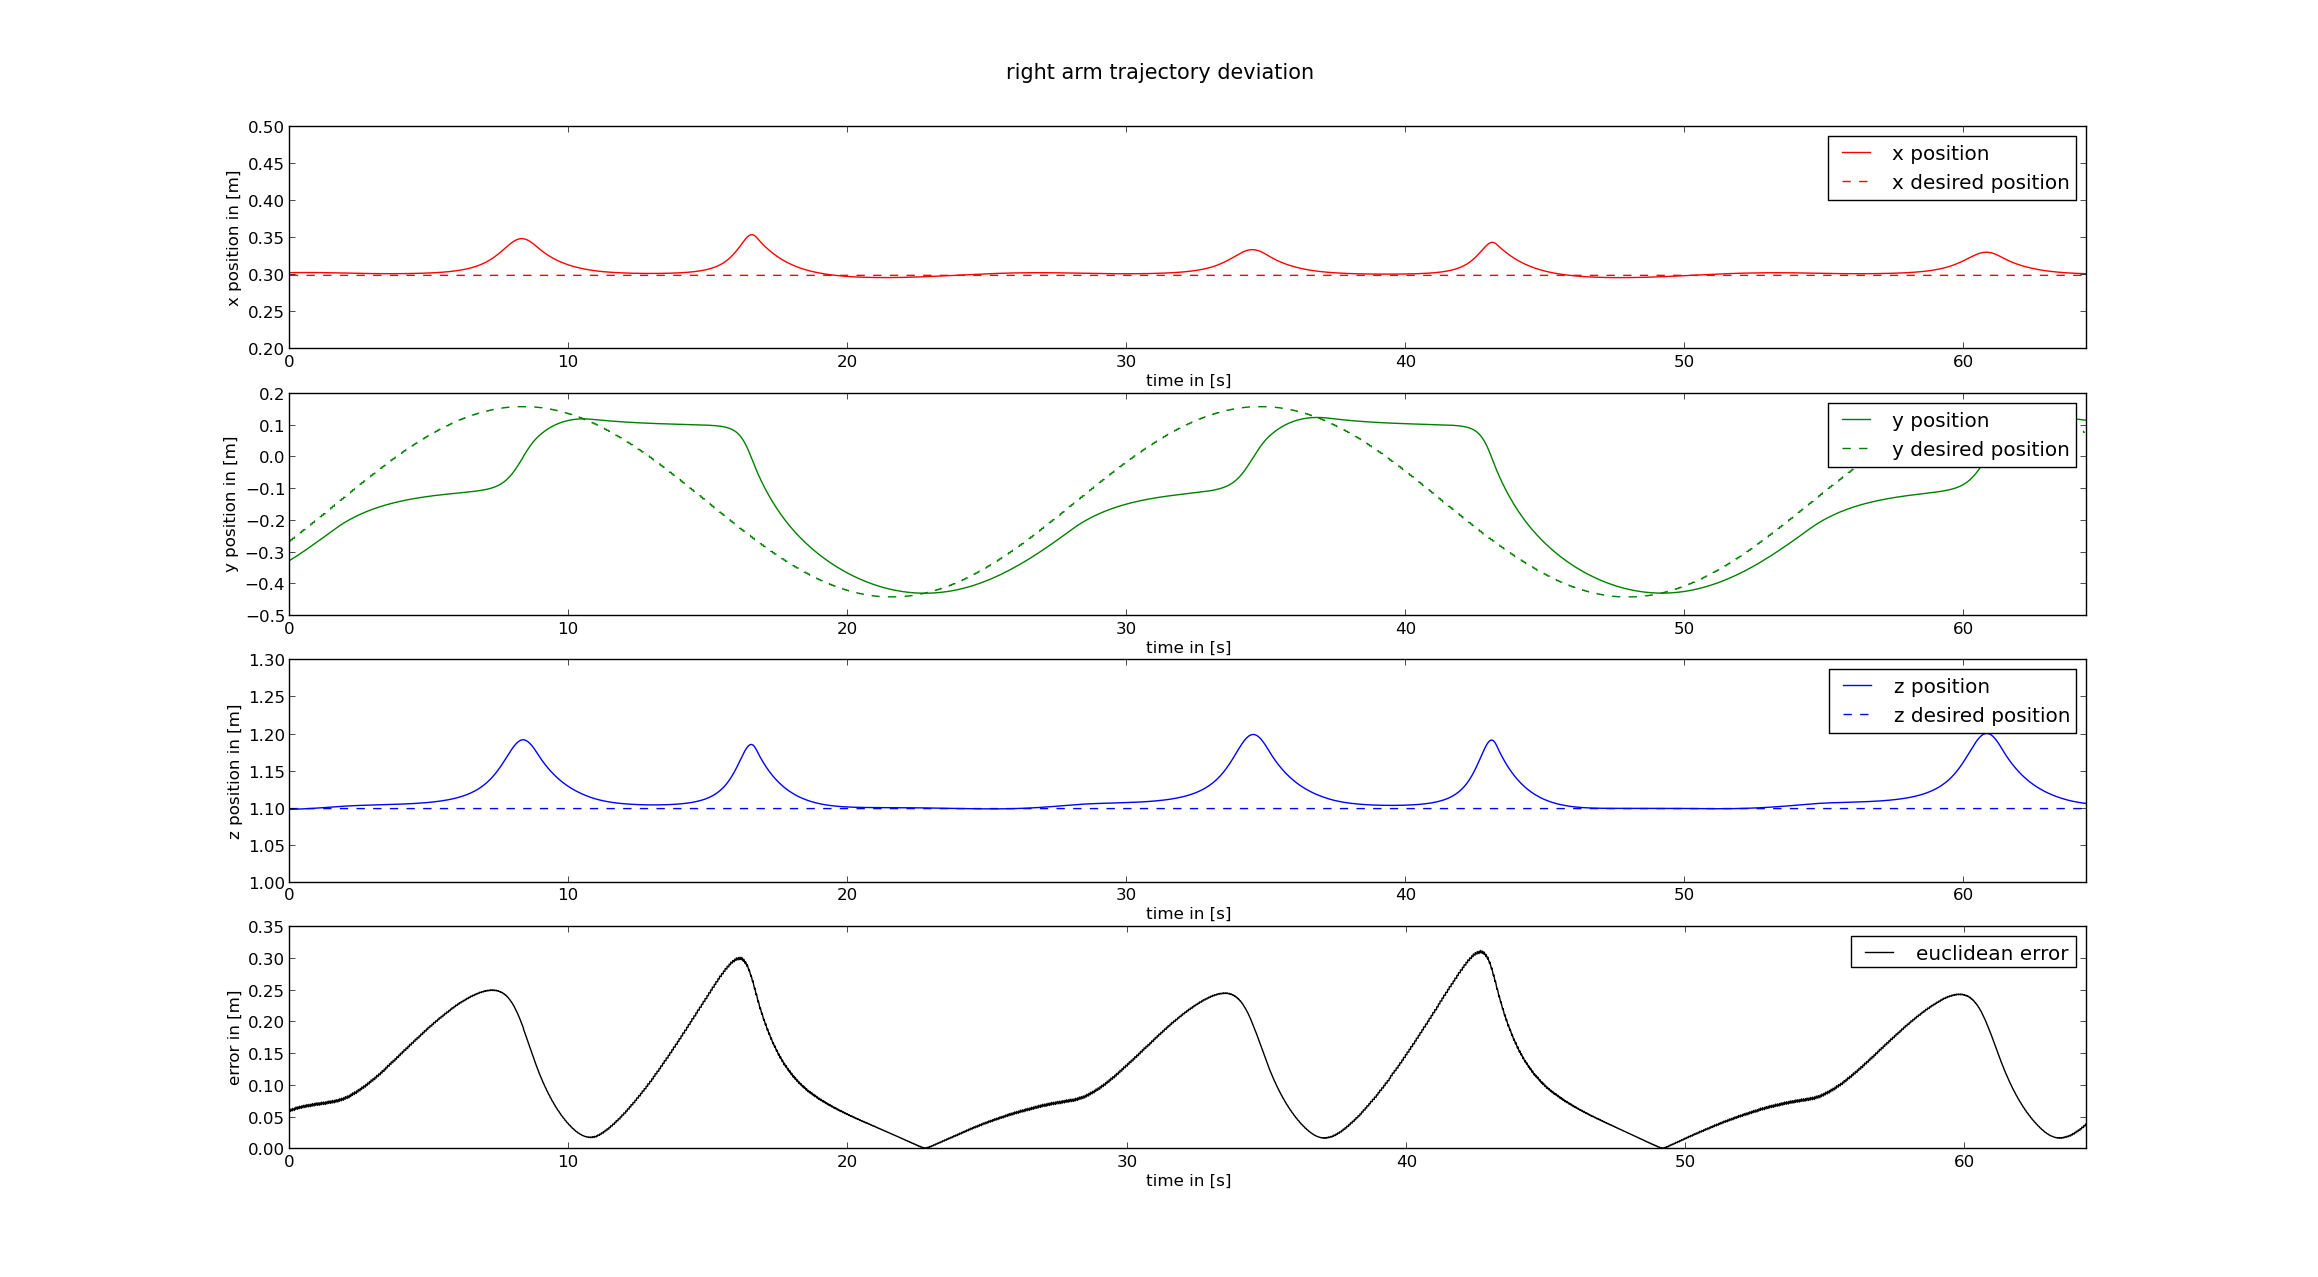 right arm trajectory deviation
0.50
0.45
0.40
0.35
0.30
0.25
0.20
x position in [m]
x position
x desired position
0 10 20 30 40 50 60
time in [s]
0.2
0.1
0.0
−0.1
−0.2
−0.3
−0.4
−0.5
y position in [m]
y position
y desired position
0 10 20 30 40 50 60
time in [s]
1.30
1.25
1.20
1.15
1.10
1.05
1.00
z position in [m]
z position
z desired position
0 10 20 30 40 50 60
time in [s]
0.35
0.30
0.25
0.20
0.15
0.10
0.05
0.00
error in [m]
euclidean error
0 10 20 30 40 50 60
time in [s]